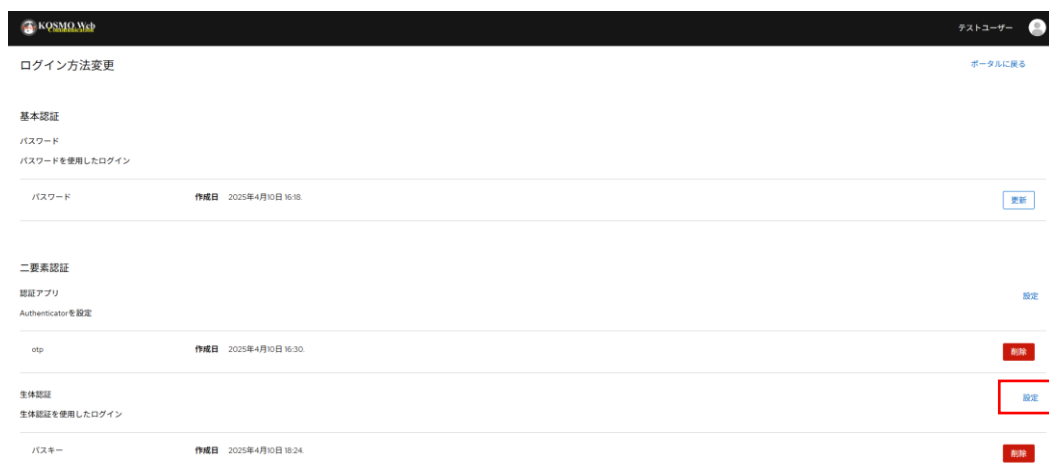 KOSMO Web
Communication
テストユーザー
ログイン方法変更
ポータルに戻る
基本認証
パスワード
パスワードを使用したログイン
パスワード 作成日 2025年4月10日 16:18. 更新
二要素認証
認証アプリ 設定
Authenticatorを設定
otp 作成日 2025年4月10日 16:30. 削除
生体認証 設定
生体認証を使用したログイン
パスキー 作成日 2025年4月10日 18:24. 削除